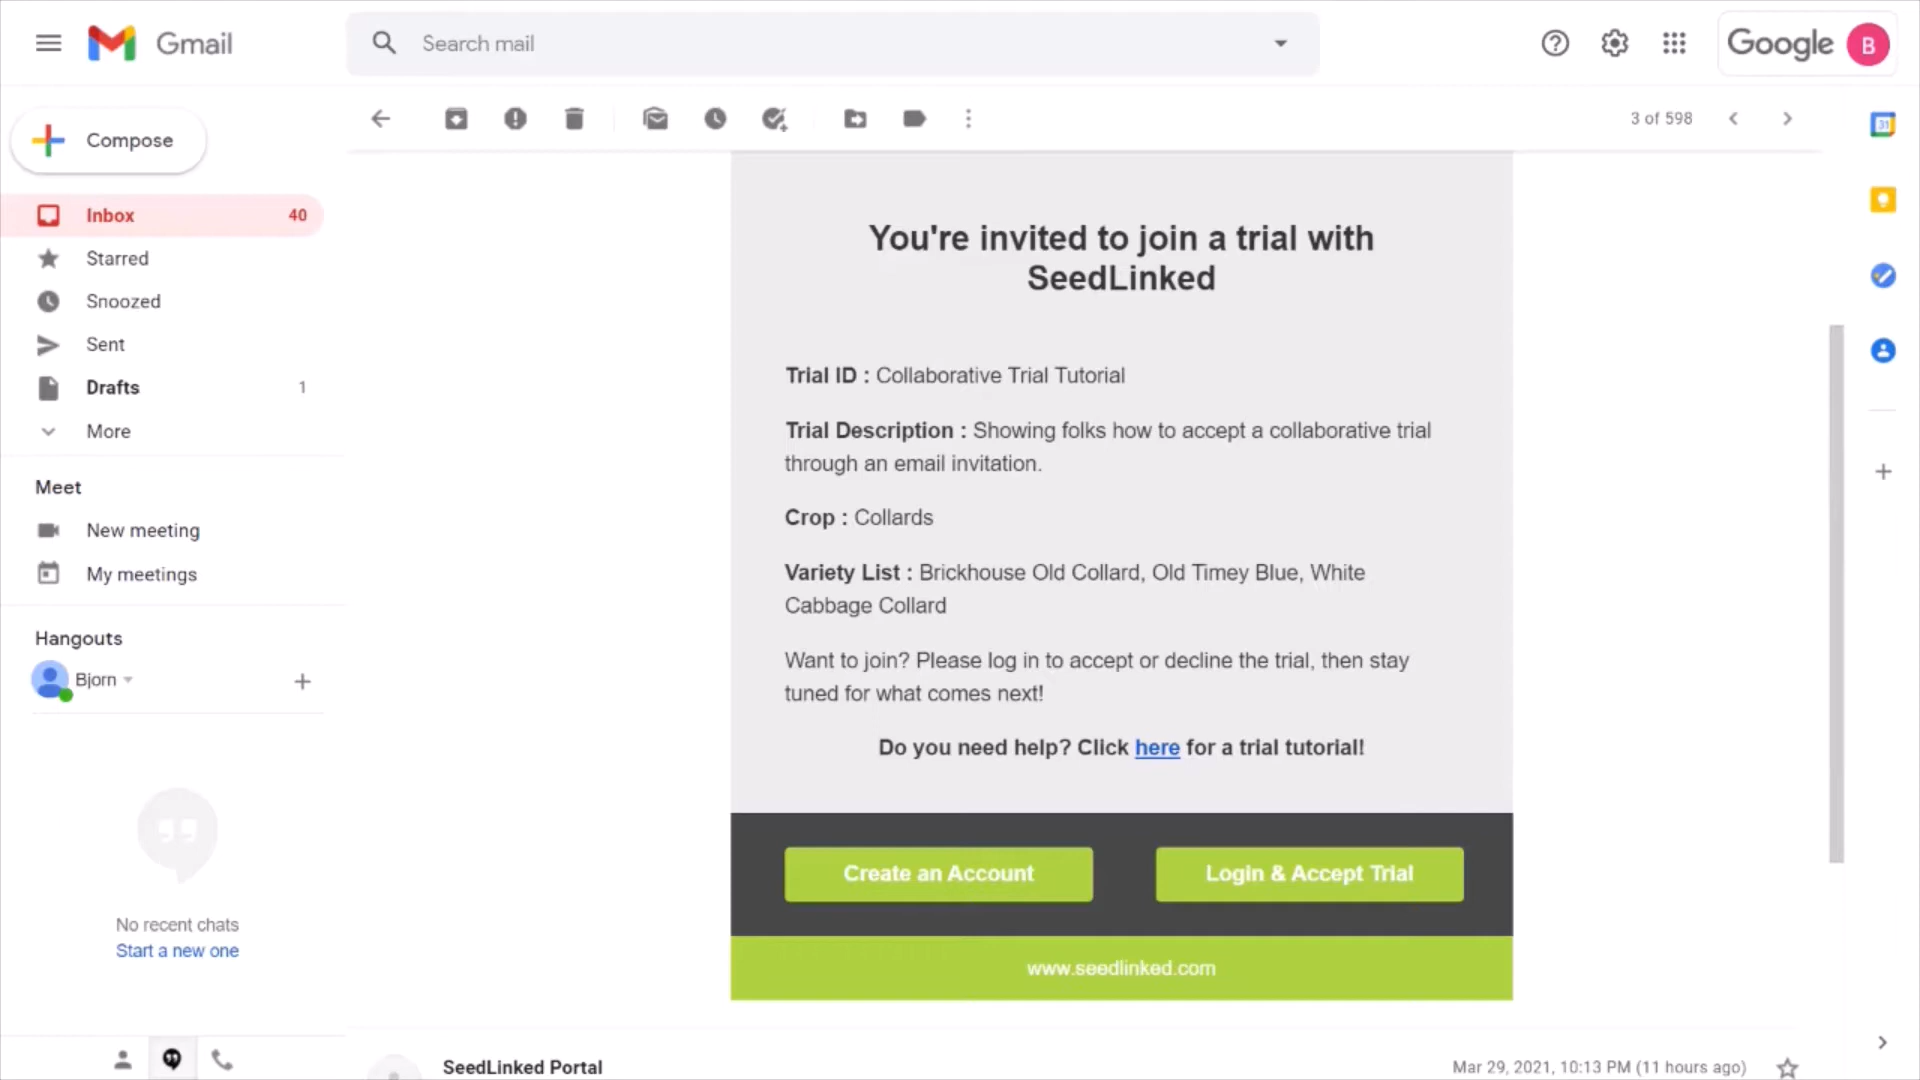 Gmail
Search mail
Google
B
Compose
3 of 598
31
Inbox 40
Starred
Snoozed
Sent
Drafts 1
More
Meet
New meeting
My meetings
Hangouts
Bjorn
No recent chats
Start a new one
You're invited to join a trial with
SeedLinked
Trial ID : Collaborative Trial Tutorial
Trial Description : Showing folks how to accept a collaborative trial
through an email invitation.
Crop : Collards
Variety List : Brickhouse Old Collard, Old Timey Blue, White
Cabbage Collard
Want to join? Please log in to accept or decline the trial, then stay
tuned for what comes next!
Do you need help? Click here for a trial tutorial!
Create an Account
Login & Accept Trial
www.seedlinked.com
SeedLinked Portal
Mar 29, 2021, 10:13 PM (11 hours ago)